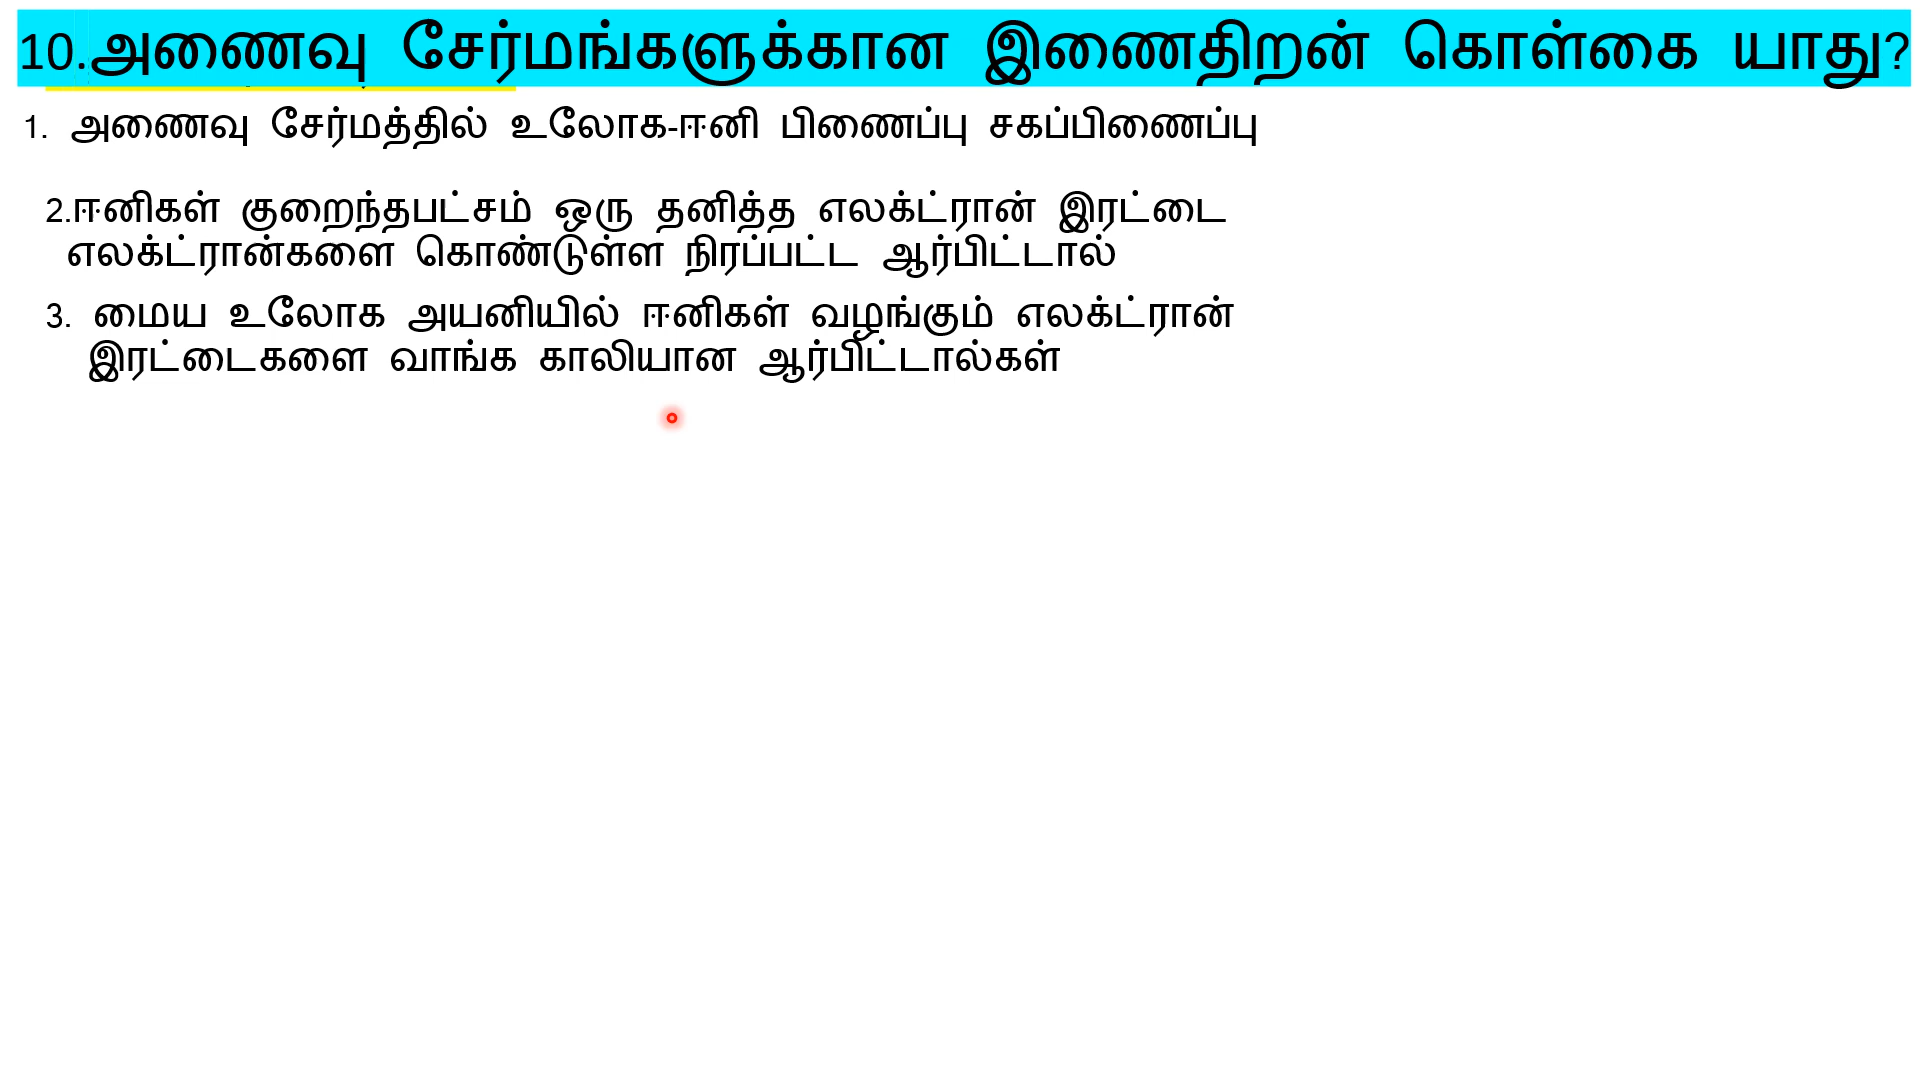 10.அணைவு சேர்மங்களுக்கான இணைதிறன் கொள்கை யாது?
1. அணைவு சேர்மத்தில் உலோக-ஈனி பிணைப்பு சகப்பிணைப்பு
2.ஈனிகள் குறைந்தபட்சம் ஒரு தனித்த எலக்ட்ரான் இரட்டை
எலக்ட்ரான்களை கொண்டுள்ள நிரப்பட்ட ஆர்பிட்டால்
3. மைய உலோக அயனியில் ஈனிகள் வழங்கும் எலக்ட்ரான்
இரட்டைகளை வாங்க காலியான ஆர்பிட்டால்கள்